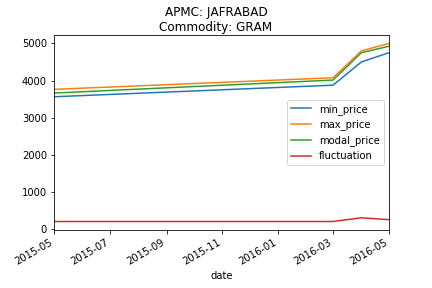 APMC: JAFRABAD
Commodity: GRAM
5000
4000
3000
2000
1000
0
min_price
max_price
modal_price
fluctuation
2015-05
2015-07
2015-09
2015-11
2016-01
2016-03
2016-05
date